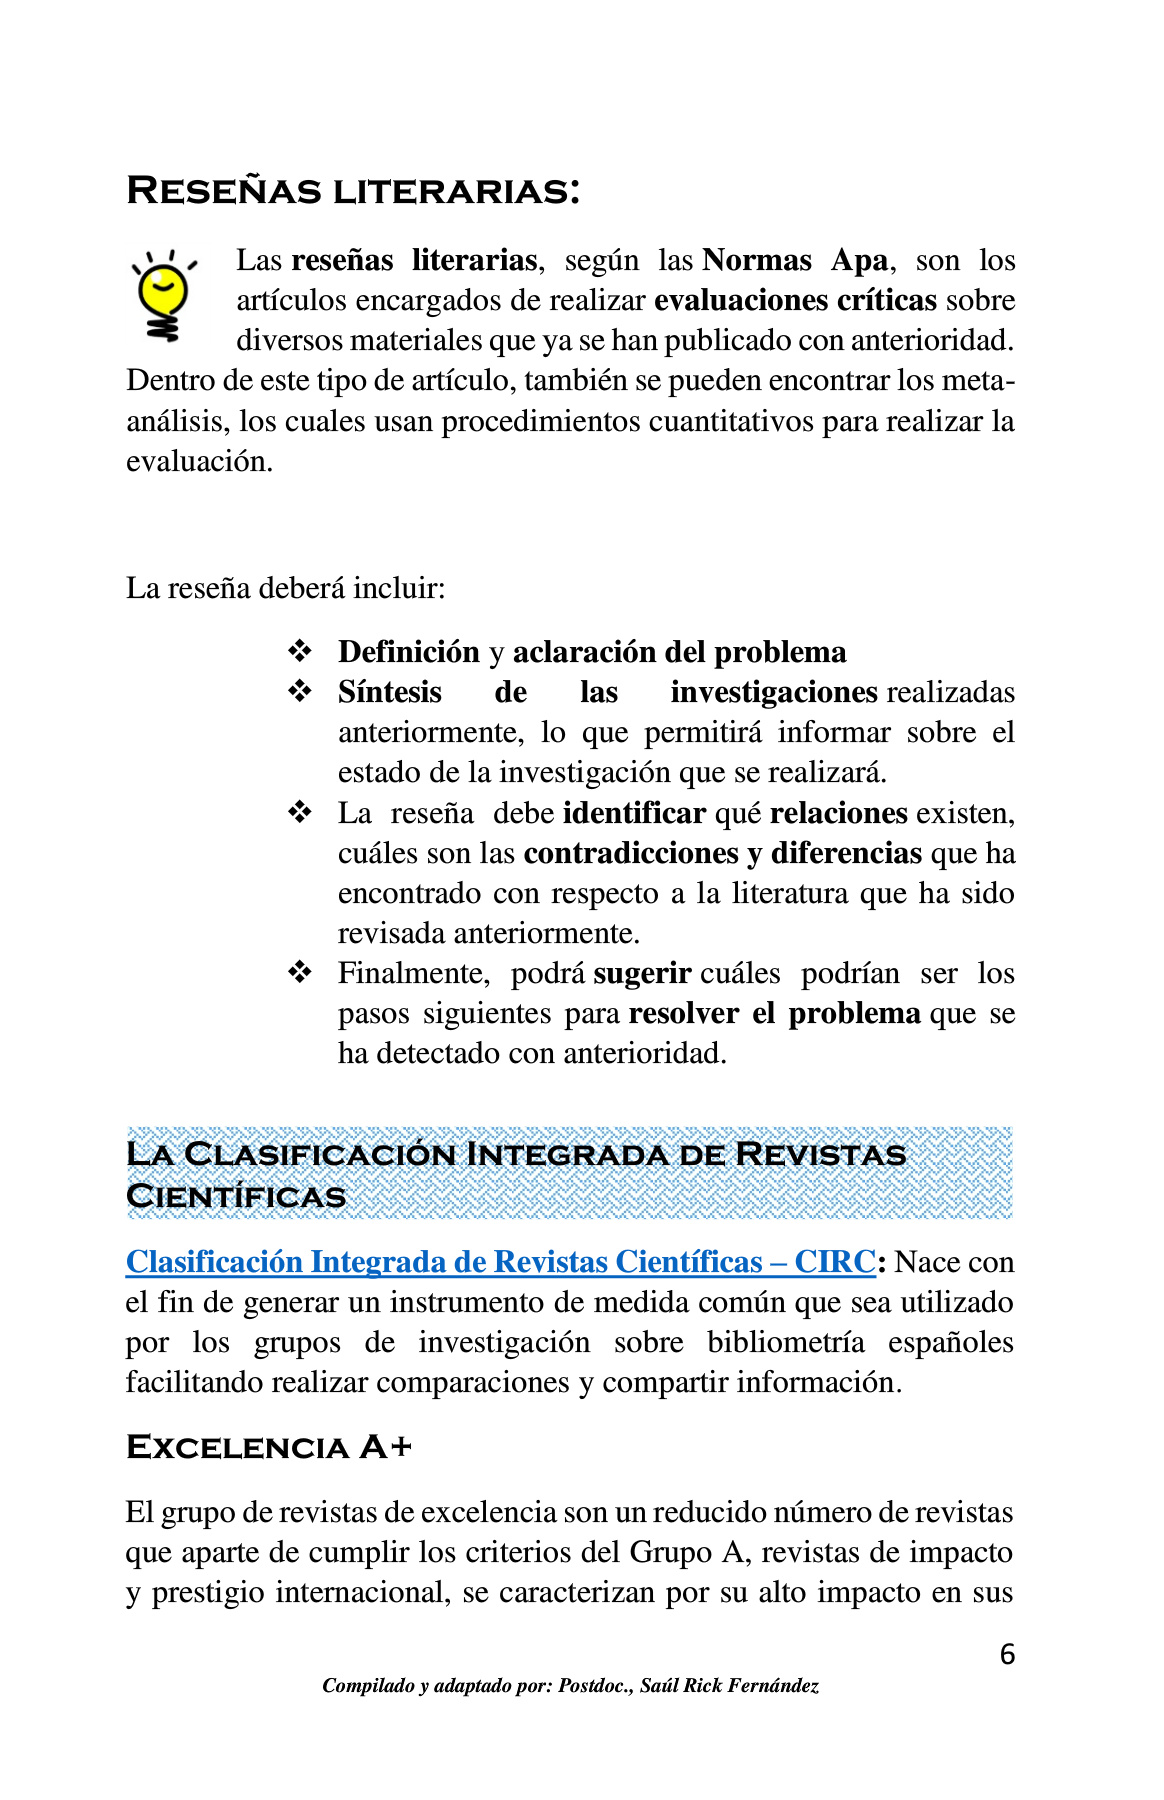 RESEÑAS LITERARIAS:
Las reseñas literarias, según las Normas Apa, son los
artículos encargados de realizar evaluaciones críticas sobre
diversos materiales que ya se han publicado con anterioridad.
Dentro de este tipo de artículo, también se pueden encontrar los meta-
análisis, los cuales usan procedimientos cuantitativos para realizar la
evaluación.
La reseña deberá incluir:
❖ Definición y aclaración del problema
❖ Síntesis de las investigaciones realizadas
anteriormente, lo que permitirá informar sobre el
estado de la investigación que se realizará.
❖ La reseña debe identificar qué relaciones existen,
cuáles son las contradicciones y diferencias que ha
encontrado con respecto a la literatura que ha sido
revisada anteriormente.
❖ Finalmente, podrá sugerir cuáles podrían ser los
pasos siguientes para resolver el problema que se
ha detectado con anterioridad.
LA CLASIFICACIÓN INTEGRADA DE REVISTAS
CIENTÍFICAS
Clasificación Integrada de Revistas Científicas – CIRC: Nace con
el fin de generar un instrumento de medida común que sea utilizado
por los grupos de investigación sobre bibliometría españoles
facilitando realizar comparaciones y compartir información.
EXCELENCIA A+
El grupo de revistas de excelencia son un reducido número de revistas
que aparte de cumplir los criterios del Grupo A, revistas de impacto
y prestigio internacional, se caracterizan por su alto impacto en sus
6
Compilado y adaptado por: Postdoc., Saúl Rick Fernández